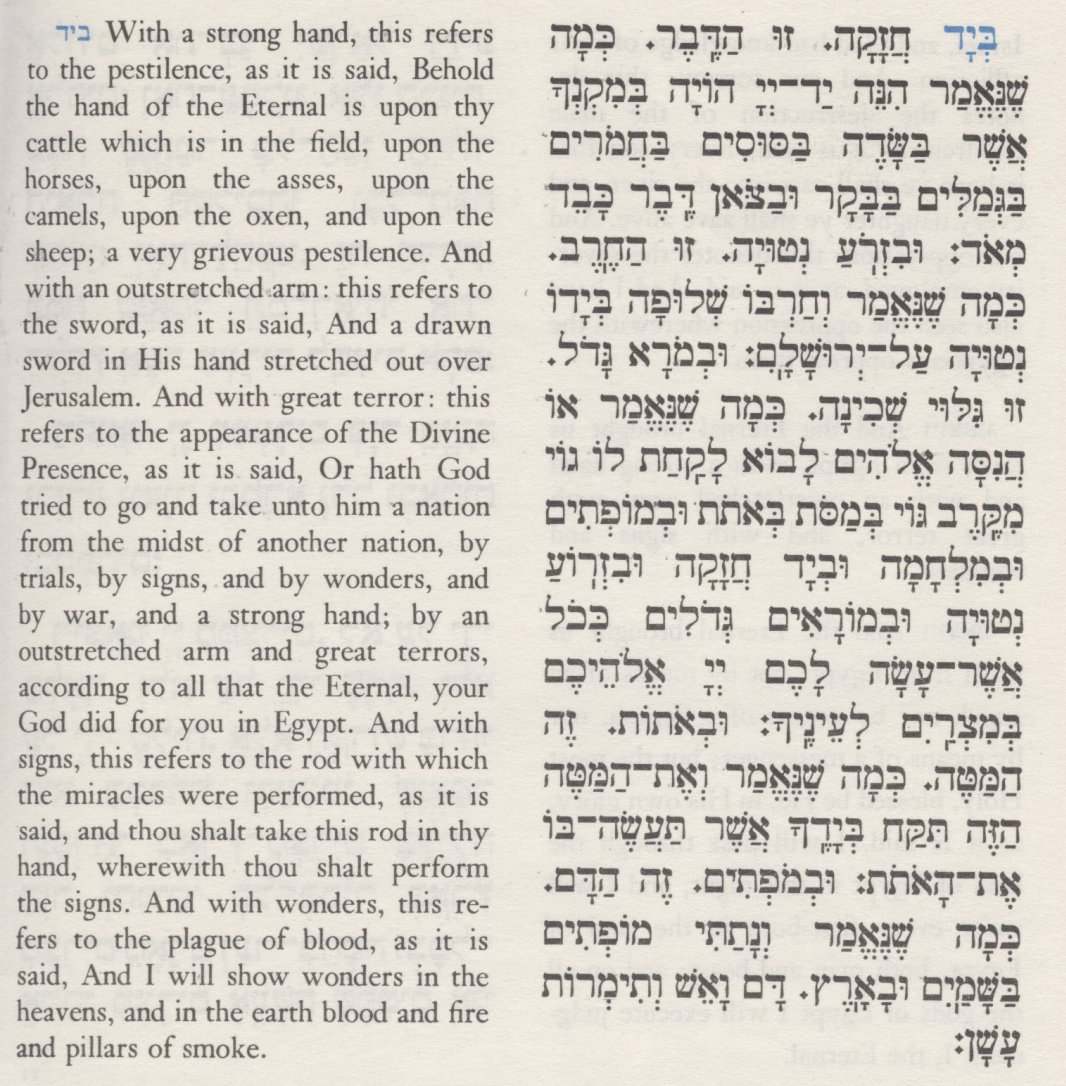 ביד With a strong hand, this refers
to the pestilence, as it is said, Behold
the hand of the Eternal is upon thy
cattle which is in the field, upon the
horses, upon the asses, upon the
camels, upon the oxen, and upon the
sheep; a very grievous pestilence. And
with an outstretched arm: this refers to
the sword, as it is said, And a drawn
sword in His hand stretched out over
Jerusalem. And with great terror: this
refers to the appearance of the Divine
Presence, as it is said, Or hath God
tried to go and take unto him a nation
from the midst of another nation, by
trials, by signs, and by wonders, and
by war, and a strong hand; by an
outstretched arm and great terrors,
according to all that the Eternal, your
God did for you in Egypt. And with
signs, this refers to the rod with which
the miracles were performed, as it is
said, and thou shalt take this rod in thy
hand, wherewith thou shalt perform
the signs. And with wonders, this re-
fers to the plague of blood, as it is
said, And I will show wonders in the
heavens, and in the earth blood and fire
and pillars of smoke.
בְּיָד חֲזָקָה. זוּ הַדֶּבֶר. כְּמָה
שֶׁנֶּאֱמַר הִנֵּה יַד־יְיָ הוֹיָה בְּמִקְנְךָ
אֲשֶׁר בַּשָּׂדֶה בַּסּוּסִים בַּחֲמֹרִים
בַּגְּמַלִּים בַּבָּקָר וּבַצֹּאן דֶּבֶר כָּבֵד
מְאֹד: וּבִזְרֹעַ נְטוּיָה. זוּ הַחֶרֶב.
כְּמָה שֶׁנֶּאֱמַר וְחַרְבּוֹ שְׁלוּפָה בְּיָדוֹ
נְטוּיָה עַל־יְרוּשָׁלָםִ: וּבְמֹרָא גָּדֹל.
זוּ גִּלּוּי שְׁכִינָה. כְּמָה שֶׁנֶּאֱמַר אוֹ
הֲנִסָּה אֱלֹהִים לָבוֹא לָקַחַת לוֹ גוֹי
מִקֶּרֶב גּוֹי בְּמַסֹּת בְּאֹתֹת וּבְמוֹפְתִים
וּבְמִלְחָמָה וּבְיָד חֲזָקָה וּבִזְרוֹעַ
נְטוּיָה וּבְמוֹרָאִים גְּדֹלִים כְּכֹל
אֲשֶׁר־עָשָׂה לָכֶם יְיָ אֱלֹהֵיכֶם
בְּמִצְרַיִם לְעֵינֶיךָ: וּבְאֹתוֹת. זֶה
הַמַּטֶּה. כְּמָה שֶׁנֶּאֱמַר וְאֶת־הַמַּטֶּה
הַזֶּה תִּקַּח בְּיָדֶךָ אֲשֶׁר תַּעֲשֶׂה־בּוֹ
אֶת־הָאֹתֹת: וּבְמֹפְתִים. זֶה הַדָּם.
כְּמָה שֶׁנֶּאֱמַר וְנָתַתִּי מוֹפְתִים
בַּשָּׁמַיִם וּבָאָרֶץ. דָּם וָאֵשׁ וְתִימְרוֹת
עָשָׁן: